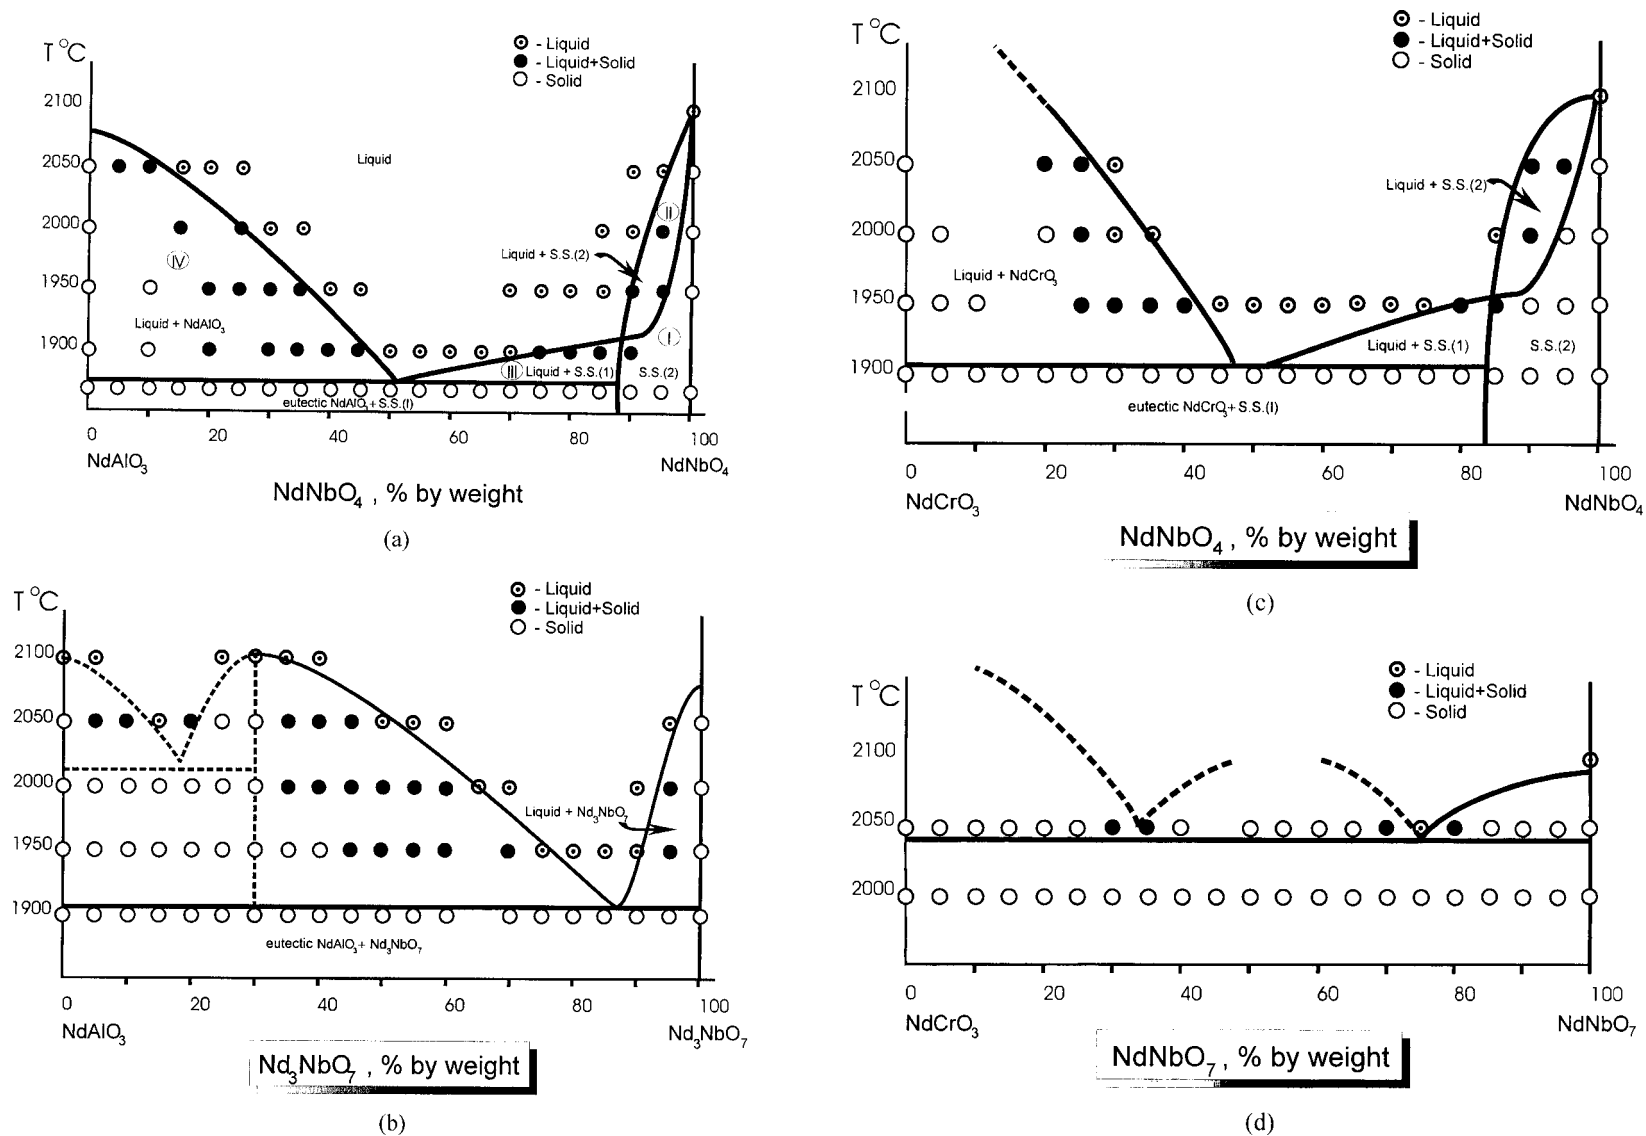 T °C
- Liquid
- Liquid+Solid
- Solid
2100
2050
2000
1950
1900
Liquid
II
Liquid + S.S.(2)
IV
Liquid + NdAlO3
I
III
Liquid + S.S.(1)
S.S.(2)
eutectic NdAlO3 + S.S.(I)
0 20 40 60 80 100
NdAlO3 NdNbO4
NdNbO4 , % by weight
(a)
T °C
- Liquid
- Liquid+Solid
- Solid
2100
2050
2000
1950
1900
Liquid + S.S.(2)
Liquid + NdCrO3
Liquid + S.S.(1)
S.S.(2)
eutectic NdCrO3 + S.S.(I)
0 20 40 60 80 100
NdCrO3 NdNbO4
NdNbO4 , % by weight
(c)
T °C
- Liquid
- Liquid+Solid
- Solid
2100
2050
2000
1950
1900
Liquid + Nd3NbO7
eutectic NdAlO3 + Nd3NbO7
0 20 40 60 80 100
NdAlO3 Nd3NbO7
Nd3NbO7 , % by weight
(b)
T °C
- Liquid
- Liquid+Solid
- Solid
2100
2050
2000
0 20 40 60 80 100
NdCrO3 NdNbO7
NdNbO7 , % by weight
(d)